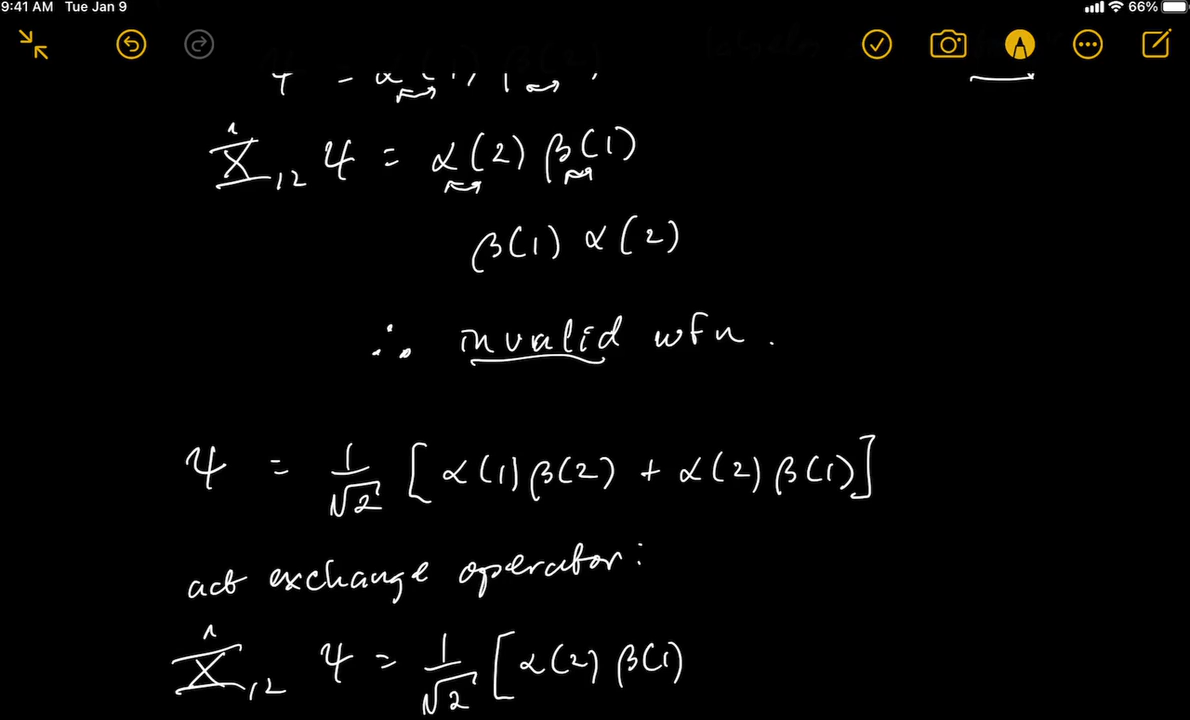 9:41 AM Tue Jan 9 66%
X̂₁₂ Ψ = α(2) β(1)
β(1) α(2)
∴ invalid wfn.
Ψ = 1/√2 [α(1) β(2) + α(2) β(1)]
act exchange operator:
X̂₁₂ Ψ = 1/√2 [α(2) β(1)